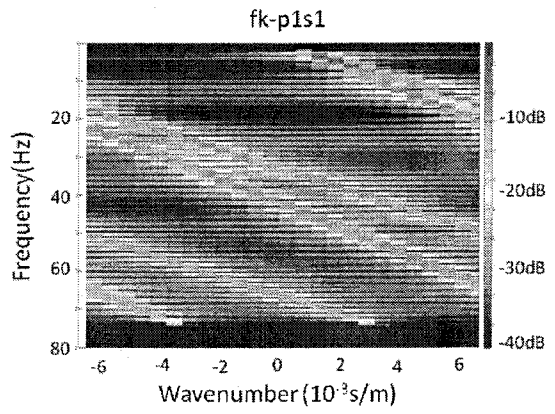 fk-p1s1
Frequency(Hz)
20
40
60
80
-10dB
-20dB
-30dB
-40dB
-6 -4 -2 0 2 4 6
Wavenumber (10⁻³s/m)